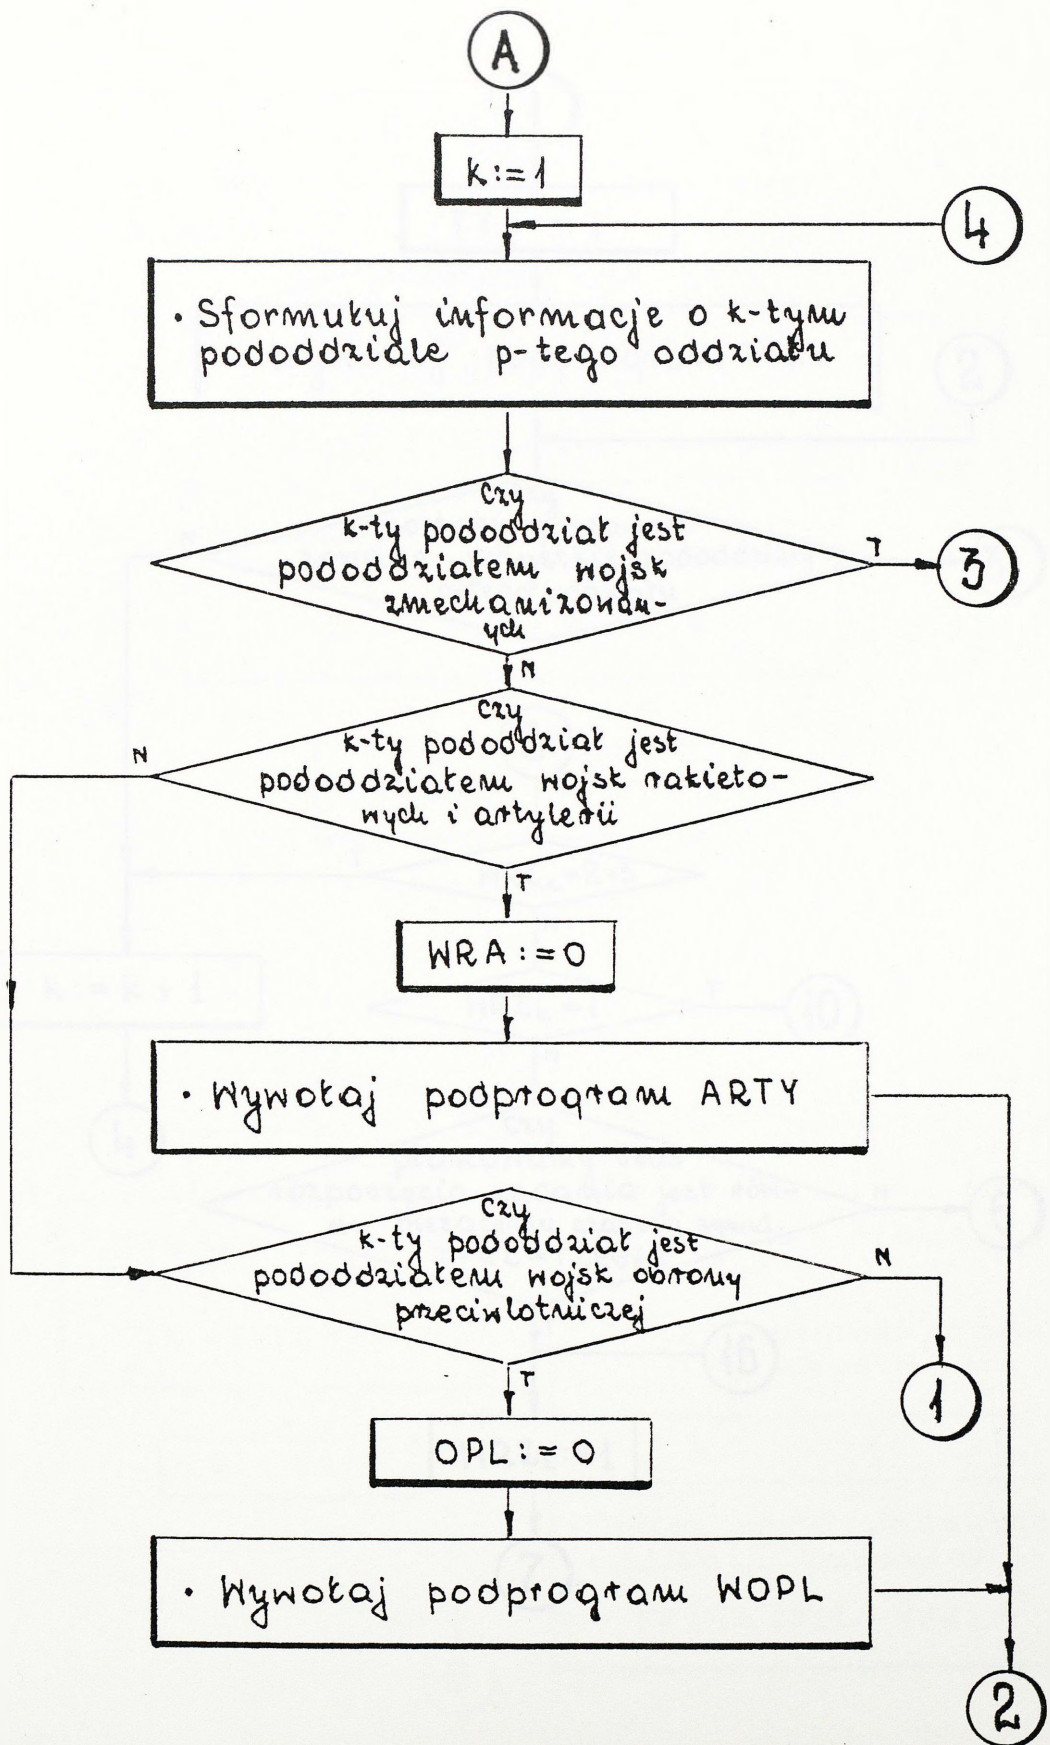 A
k:=1
4
• Sformułuj informacje o k-tym
pododdziale p-tego oddziału
Czy
k-ty pododdział jest
pododdziałem wojsk
zmechanizowan-
ych
T
3
N
Czy
k-ty pododdział jest
pododdziałem wojsk rakieto-
wych i artylerii
N
T
WRA:=0
• Wywołaj podprogram ARTY
Czy
k-ty pododdział jest
pododdziałem wojsk obrony
przeciwlotniczej
N
1
T
OPL:=0
• Wywołaj podprogram WOPL
2